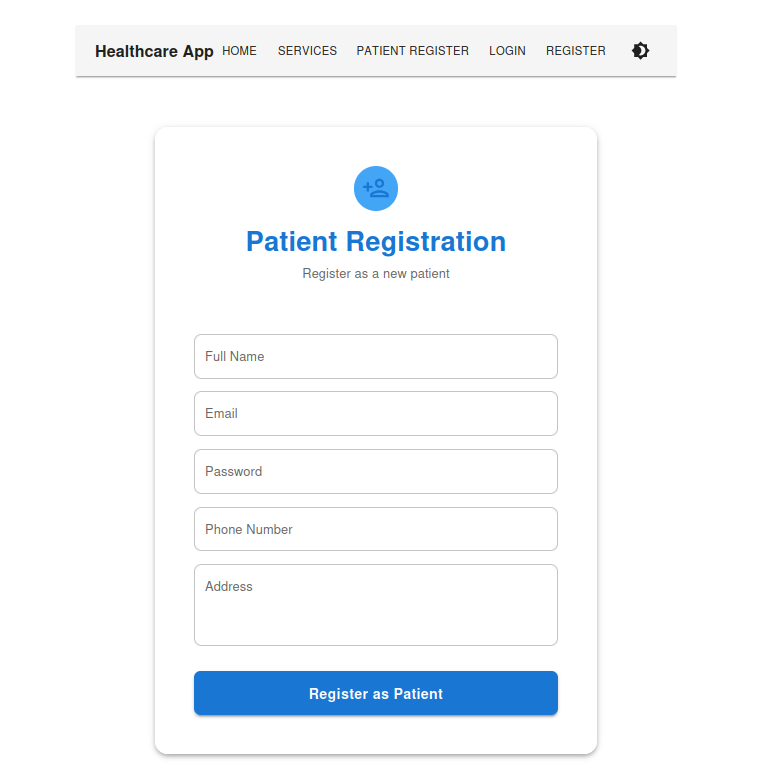 Healthcare App HOME SERVICES PATIENT REGISTER LOGIN REGISTER
Patient Registration
Register as a new patient
Full Name
Email
Password
Phone Number
Address
Register as Patient